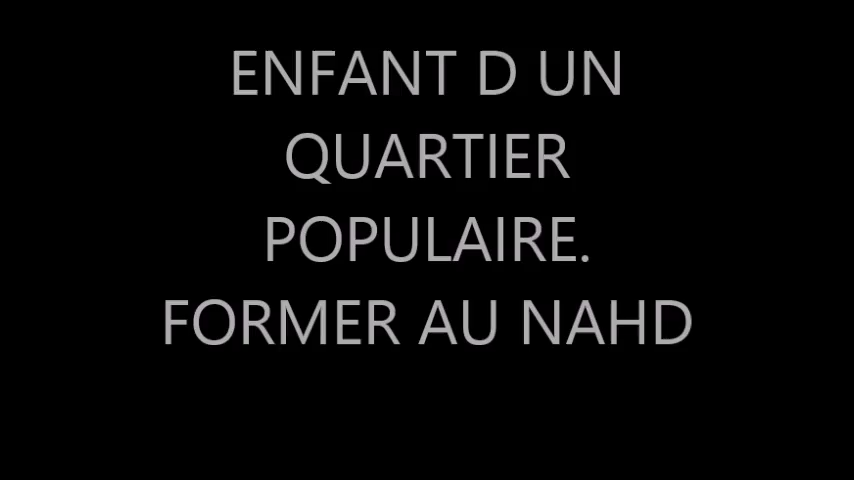 ENFANT D UN
QUARTIER
POPULAIRE.
FORMER AU NAHD